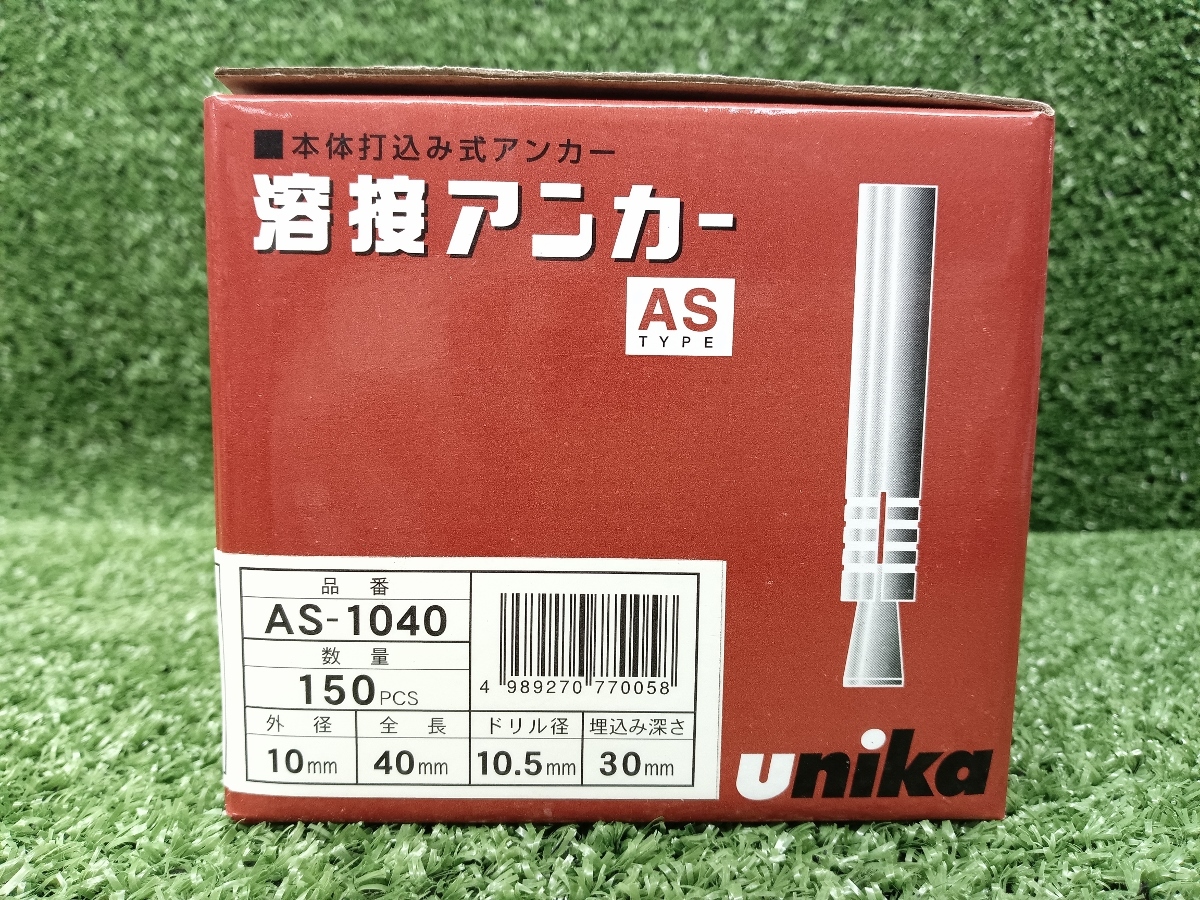 ■本体打込み式アンカー
溶接アンカー
AS
TYPE
品番
AS-1040
数量
150PCS
4 989270 770058
外径 全長 ドリル径 埋込み深さ
10mm 40mm 10.5mm 30mm
unika